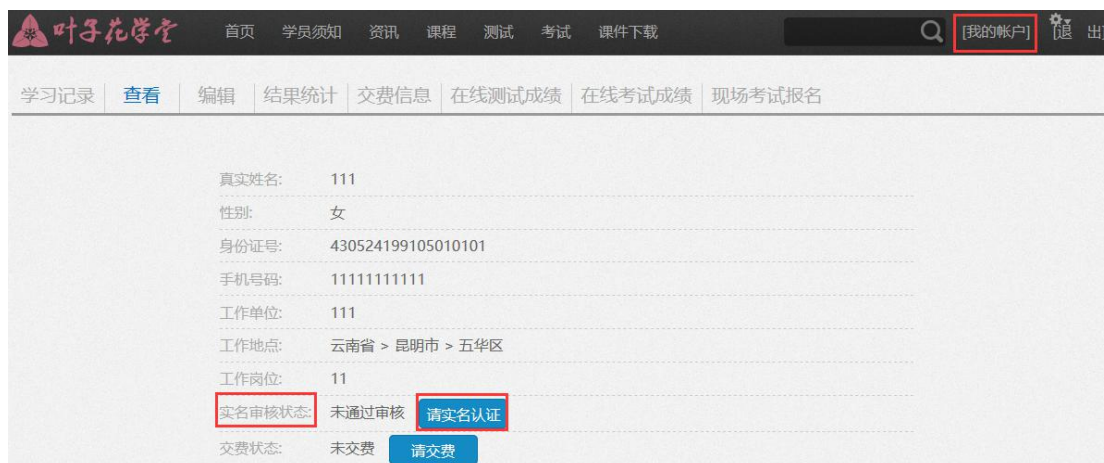 叶子花学堂 首页 学员须知 资讯 课程 测试 考试 课件下载 [我的帐户] 退 出
学习记录 查看 编辑 结果统计 交费信息 在线测试成绩 在线考试成绩 现场考试报名
真实姓名: 111
性别: 女
身份证号: 430524199105010101
手机号码: 11111111111
工作单位: 111
工作地点: 云南省 > 昆明市 > 五华区
工作岗位: 11
实名审核状态: 未通过审核 请实名认证
交费状态: 未交费 请交费